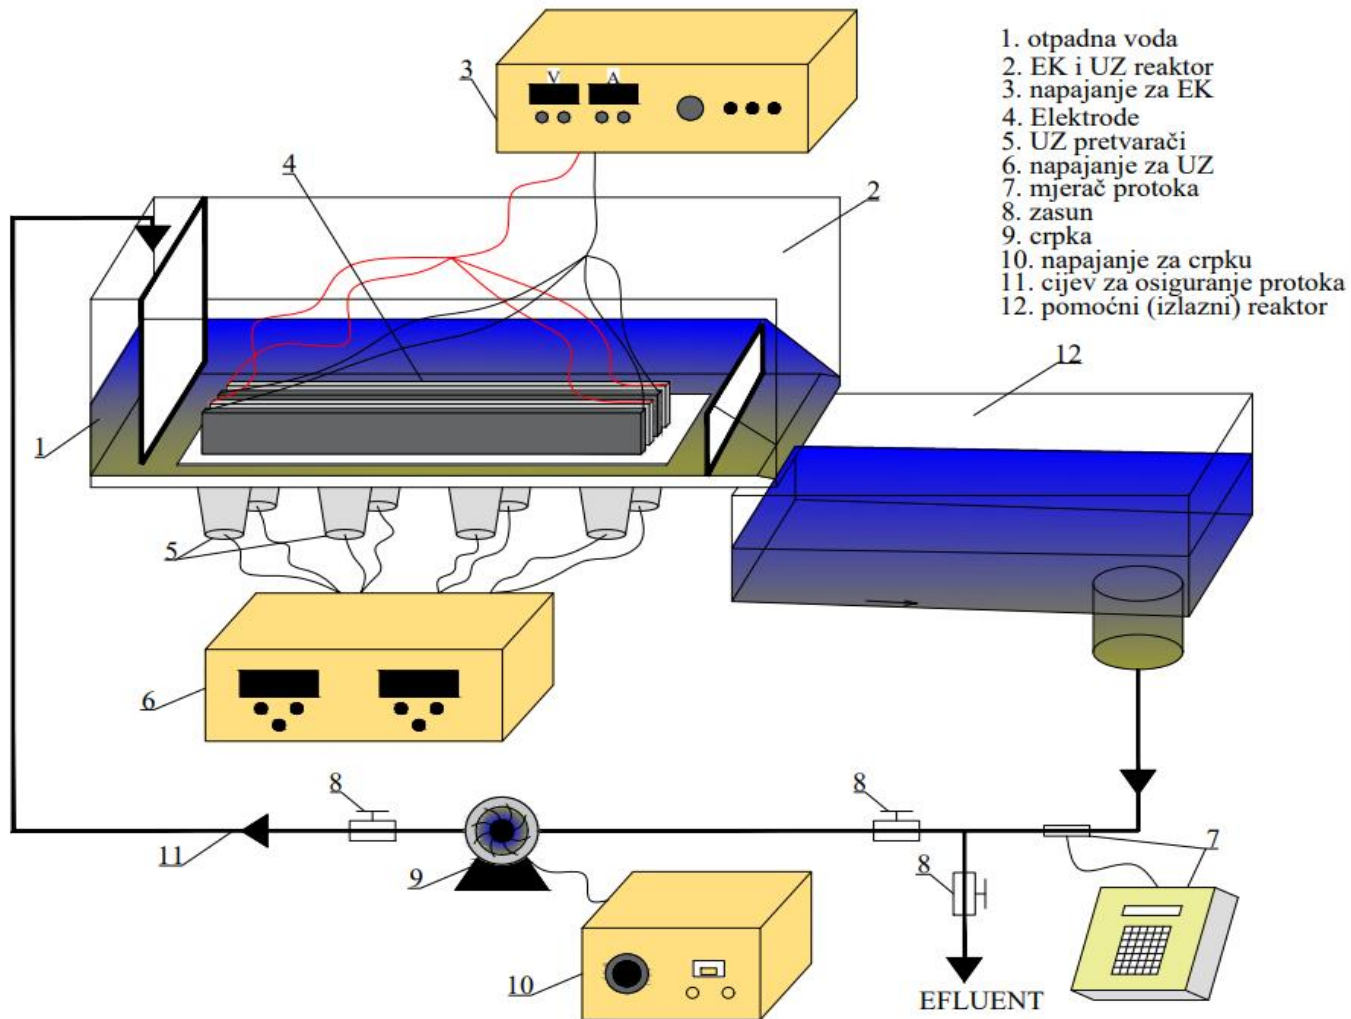 1. otpadna voda
2. EK i UZ reaktor
3. napajanje za EK
4. Elektrode
5. UZ pretvarači
6. napajanje za UZ
7. mjerač protoka
8. zasun
9. crpka
10. napajanje za crpku
11. cijev za osiguranje protoka
12. pomoćni (izlazni) reaktor
3
V A
4
2
12
1
5
6
8
8
11
9
7
8
10
EFLUENT